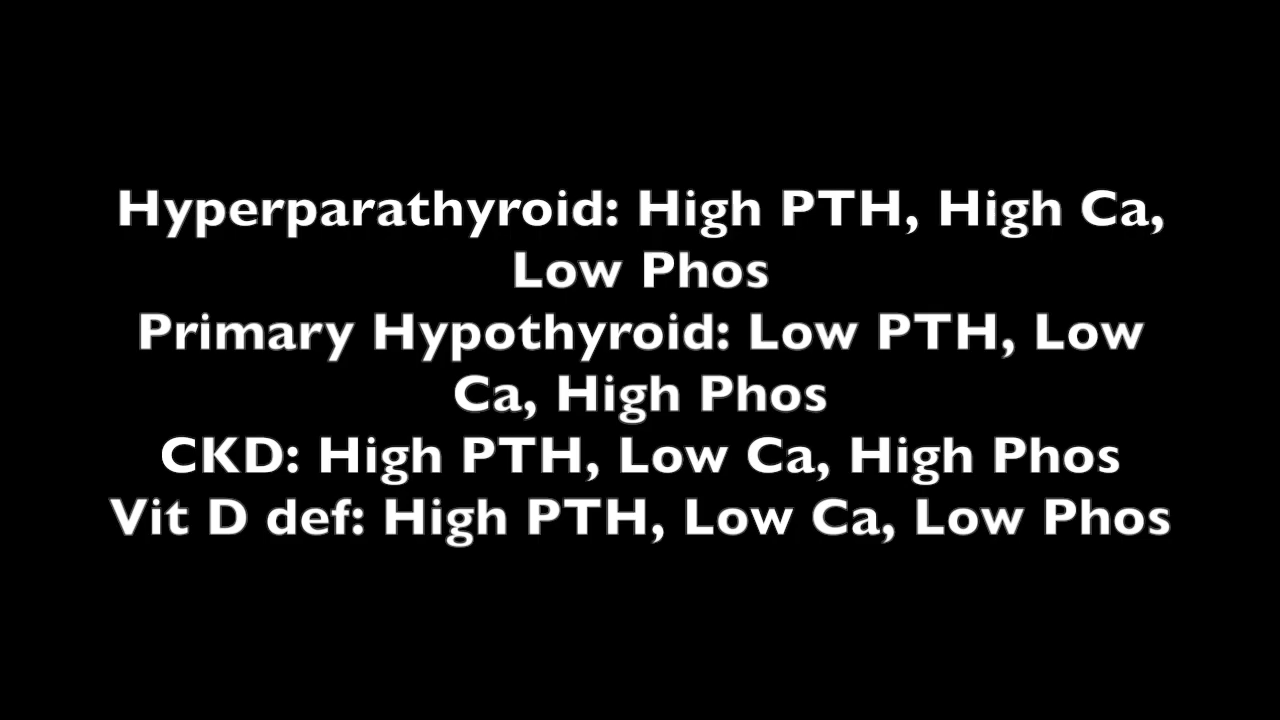 Hyperparathyroid: High PTH, High Ca,
Low Phos
Primary Hypothyroid: Low PTH, Low
Ca, High Phos
CKD: High PTH, Low Ca, High Phos
Vit D def: High PTH, Low Ca, Low Phos